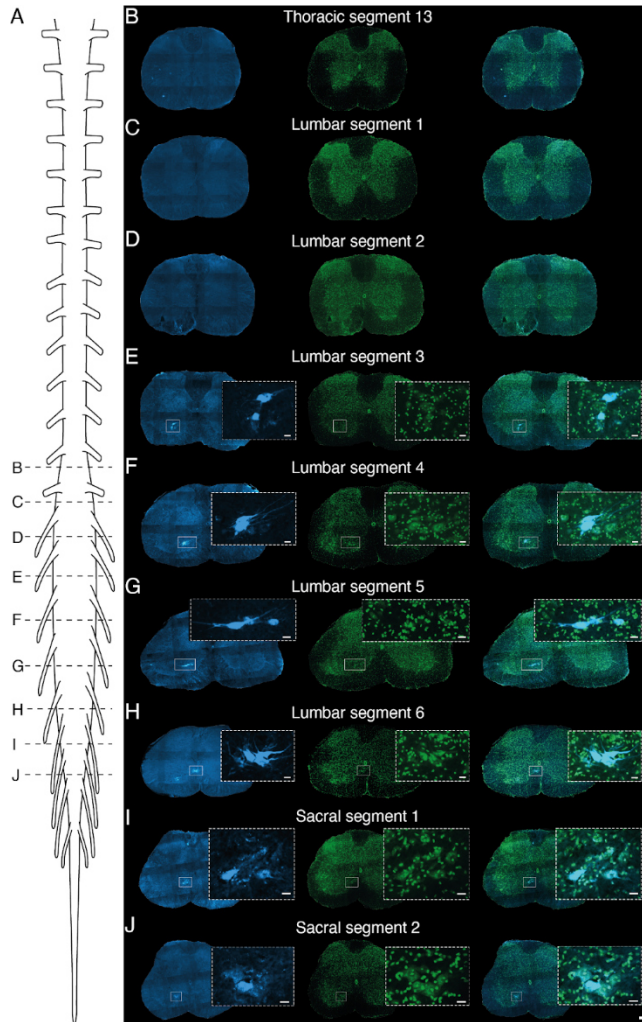 A
B
C
D
E
F
G
H
I
J
B Thoracic segment 13
C Lumbar segment 1
D Lumbar segment 2
E Lumbar segment 3
F Lumbar segment 4
G Lumbar segment 5
H Lumbar segment 6
I Sacral segment 1
J Sacral segment 2